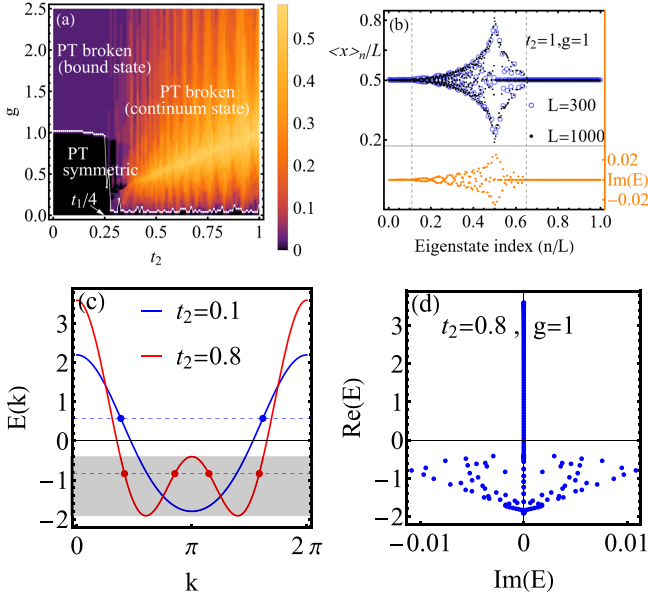 (a)
2.5
2.0
1.5
1.0
0.5
0.0
g
PT broken
(bound state)
PT broken
(continuum state)
PT
symmetric
t₁/4
0
0.25
0.5
0.75
1
t₂
0.5
0.4
0.3
0.2
0.1
0
(b)
0.8
<x>ₙ/L
0.5
0.2
t₂=1,g=1
L=300
L=1000
0.02
Im(E)
−0.02
0.0
0.2
0.4
0.6
0.8
1.0
Eigenstate index (n/L)
(c)
t₂=0.1
t₂=0.8
3
2
1
0
−1
−2
E(k)
0
π
2 π
k
(d)
t₂=0.8 , g=1
3
2
1
0
−1
−2
Re(E)
−0.01
0
0.01
Im(E)